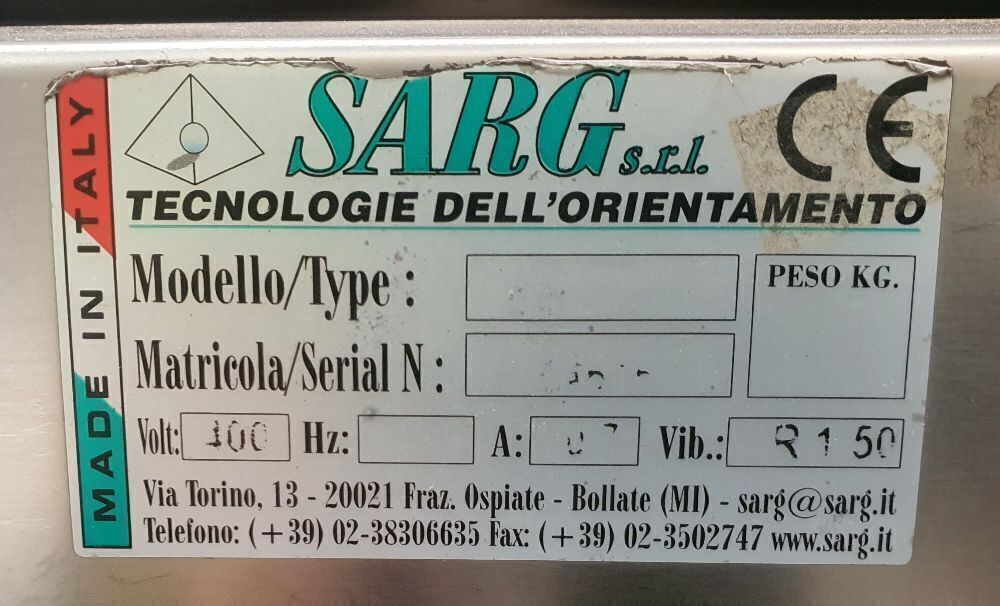 SARG s.r.l. CE
TECNOLOGIE DELL'ORIENTAMENTO
MADE IN ITALY
Modello/Type :
PESO KG.
Matricola/Serial N :
Volt: 400 Hz: A: Vib.: R 150
Via Torino, 13 - 20021 Fraz. Ospiate - Bollate (MI) - sarg@sarg.it
Telefono: (+39) 02-38306635 Fax: (+39) 02-3502747 www.sarg.it